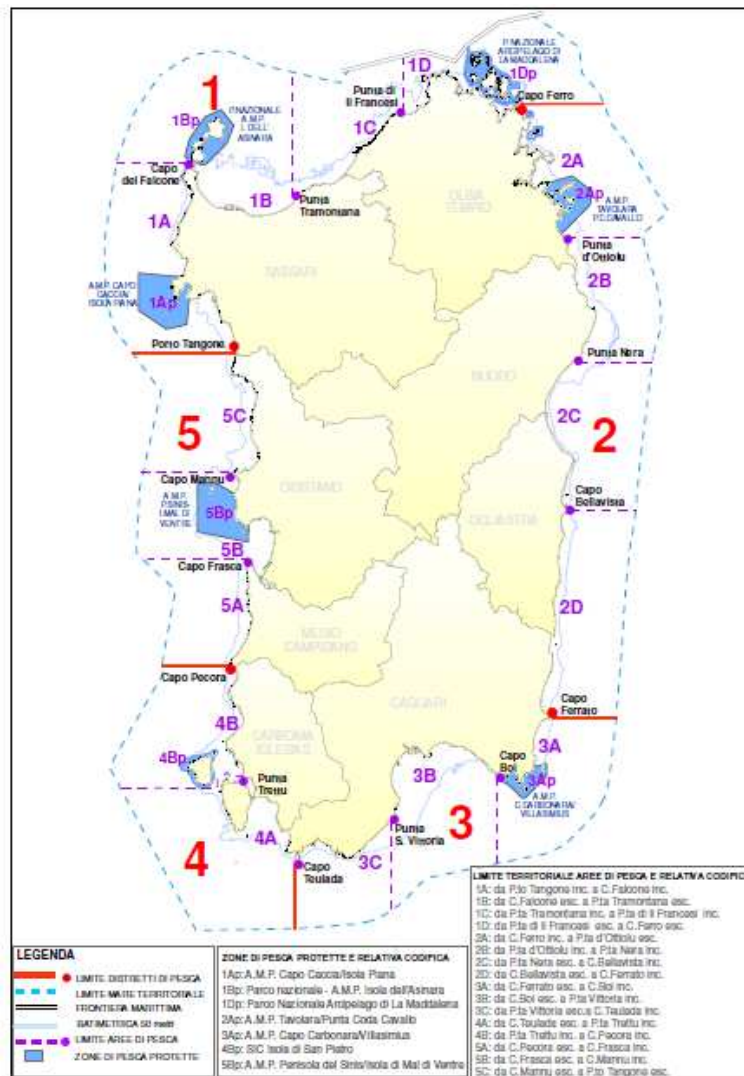 P.NAZIONALE
ARCIPELAGO DI
LA MADDALENA
1D
1Dp
Capo Ferro
Punta di
li Francesi
1
1Bp
P.NAZIONALE
A.M.P.
I. DELL'
ASINARA
1C
Capo
del Falcone
2A
2Ap
OLBIA
TEMPIO
A.M.P.
TAVOLARA
P.C.CAVALLO
1B
Punta
Tramontana
1A
Punta
d'Ottiolu
A.M.P. CAPO
CACCIA/
ISOLA PIANA
1Ap
SASSARI
2B
Porto Tangone
Punta Nera
NUORO
5C
2C
5
2
Capo Mannu
ORISTANO
A.M.P.
P.SINIS-
I.MAL DI
VENTRE
5Bp
Capo
Bellavista
OGLIASTRA
5B
Capo Frasca
5A
2D
MEDIO
CAMPIDANO
Capo Pecora
CAGLIARI
Capo
Ferrato
4B
CARBONIA
IGLESIAS
3A
4Bp
Punta
Trettu
3B
Capo
Boi
3Ap
A.M.P.
C.CARBONARA/
VILLASIMIUS
4
4A
Punta
S. Vittoria
3
3C
Capo
Teulada
LIMITE TERRITORIALE AREE DI PESCA E RELATIVA CODIFIC
1A: da P.to Tangone inc. a C.Falcone inc.
1B: da C.Falcone esc. a P.ta Tramontana esc.
1C: da P.ta Tramontana inc. a P.ta di li Francesi inc.
1D: da P.ta di li Francesi esc. a C.Ferro esc.
2A: da C.Ferro inc. a P.ta d'Ottiolu esc.
2B: da P.ta d'Ottiolu inc. a P.ta Nera inc.
2C: da P.ta Nera esc. a C.Bellavista inc.
2D: da C.Bellavista esc. a C.Ferrato inc.
3A: da C.Ferrato esc. a C.Boi inc.
3B: da C.Boi esc. a P.ta Vittoria inc.
3C: da P.ta Vittoria esc.a C.Teulada inc.
4A: da C.Teulada esc. a P.ta Trettu inc.
4B: da P.ta Trettu inc. a C.Pecora inc.
5A: da C.Pecora esc. a C.Frasca inc.
5B: da C.Frasca esc. a C.Mannu inc.
5C: da C.Mannu esc. a P.to Tangone esc.
LEGENDA
LIMITE DISTRETTI DI PESCA
LIMITE MARE TERRITORIALE
FRONTIERA MARITTIMA
BATIMETRICA 50 metri
LIMITE AREE DI PESCA
ZONE DI PESCA PROTETTE
ZONE DI PESCA PROTETTE E RELATIVA CODIFICA
1Ap: A.M.P. Capo Caccia/Isola Piana
1Bp: Parco nazionale - A.M.P. Isola dell'Asinara
1Dp: Parco Nazionale Arcipelago di La Maddalena
2Ap: A.M.P. Tavolara/Punta Coda Cavallo
3Ap: A.M.P. Capo Carbonara/Villasimius
4Bp: SIC Isola di San Pietro
5Bp: A.M.P. Penisola del Sinis/Isola di Mal di Ventre